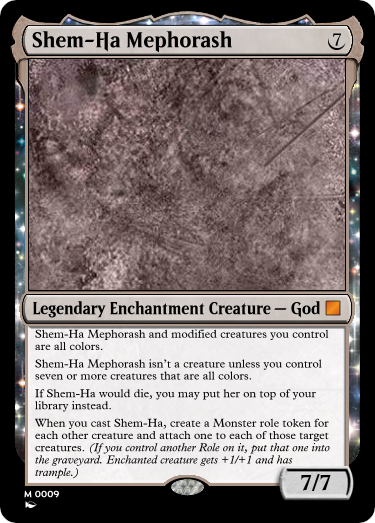 Shem-Ha Mephorash
7
Legendary Enchantment Creature — God
Shem-Ha Mephorash and modified creatures you control
are all colors.
Shem-Ha Mephorash isn't a creature unless you control
seven or more creatures that are all colors.
If Shem-Ha would die, you may put her on top of your
library instead.
When you cast Shem-Ha, create a Monster role token for
each other creature and attach one to each of those target
creatures. (If you control another Role on it, put that one into
the graveyard. Enchanted creature gets +1/+1 and has
trample.)
7/7
M 0009